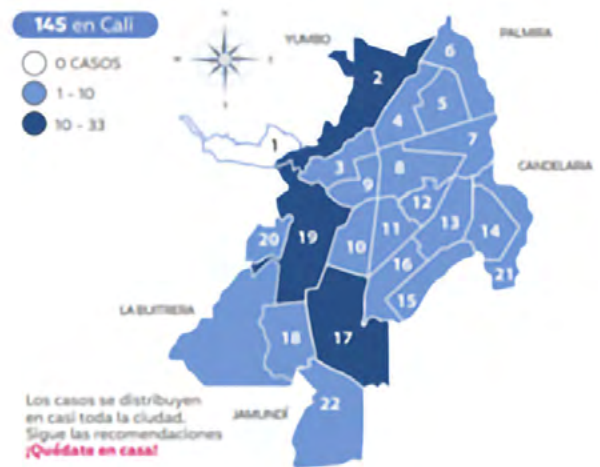 145 en Cali
0 CASOS
1 - 10
10 - 33
YUMBO
PALMIRA
CANDELARIA
LA BUITRERA
JAMUNDÍ
1
2
3
4
5
6
7
8
9
10
11
12
13
14
15
16
17
18
19
20
21
22
Los casos se distribuyen
en casi toda la ciudad.
Sigue las recomendaciones
¡Quédate en casa!